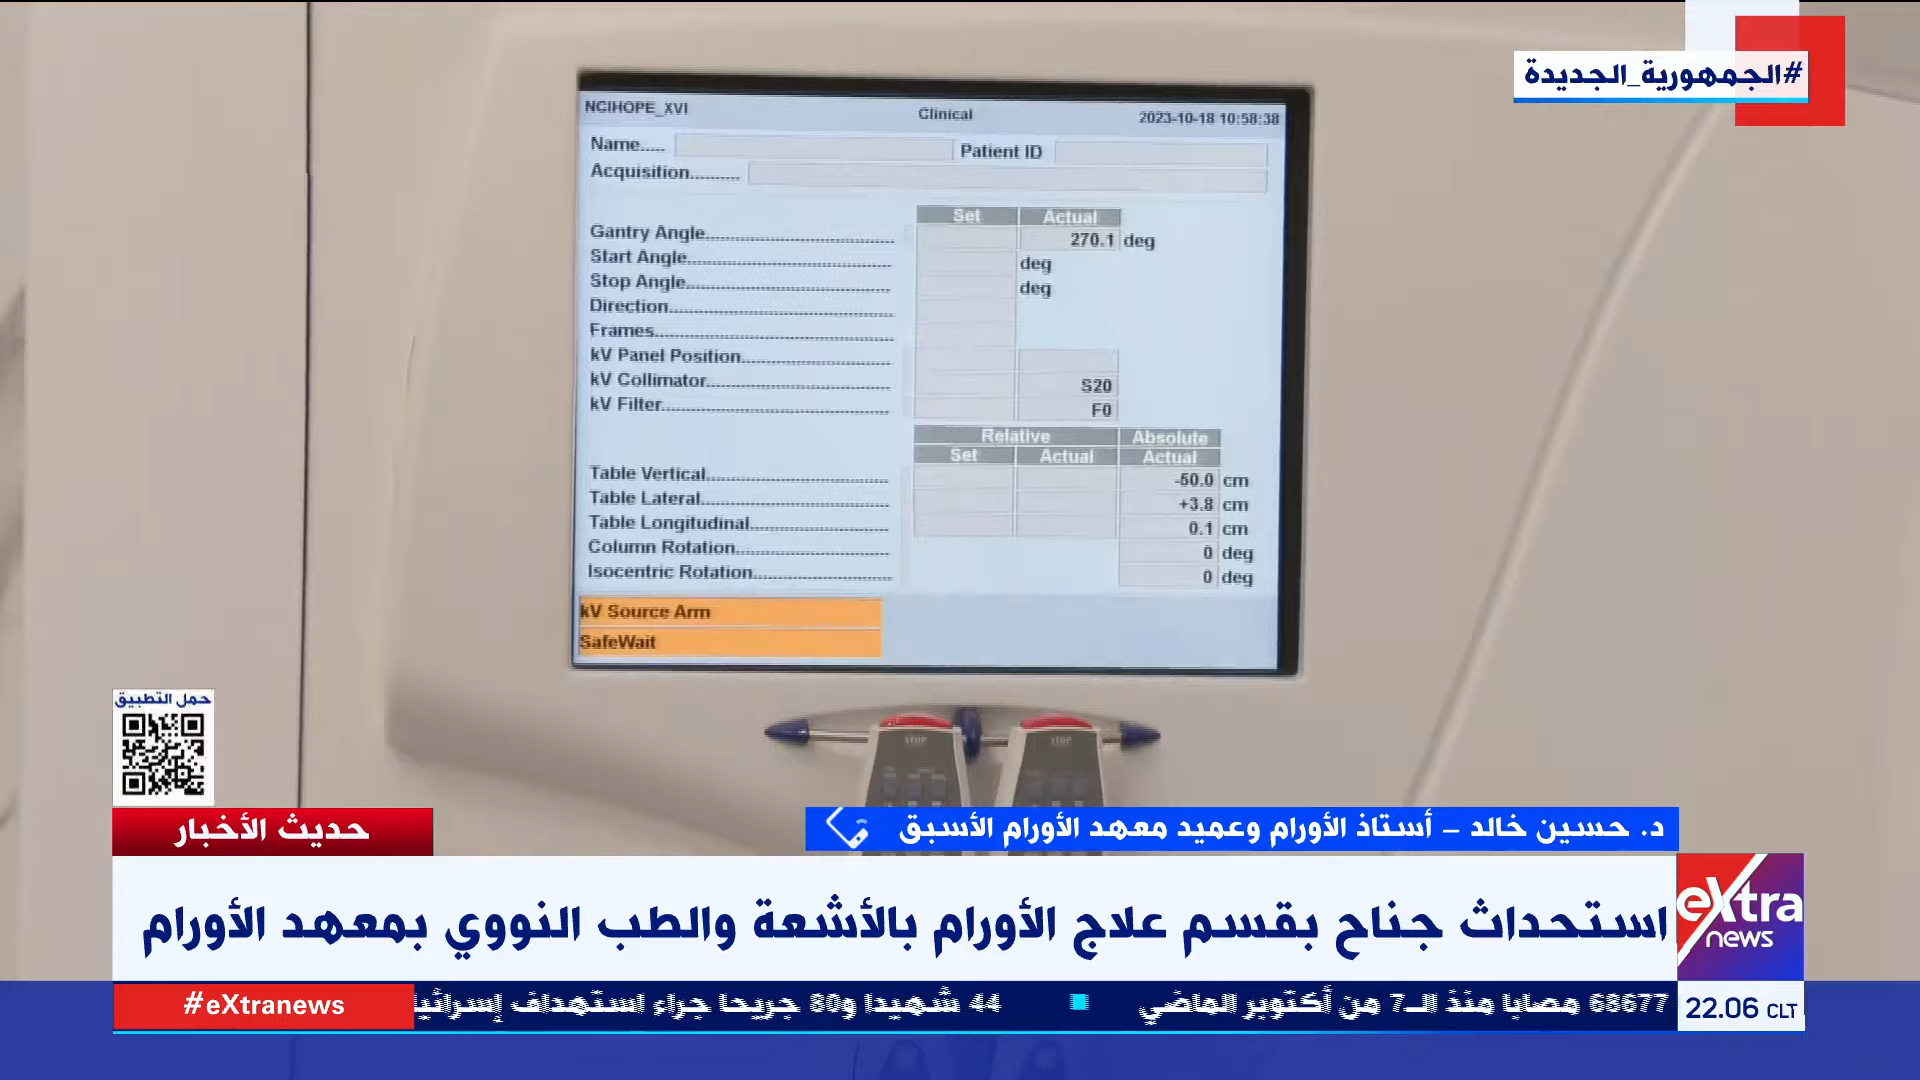 #الجمهورية_الجديدة
NCIHOPE_XVI Clinical 2023-10-18 10:58:38
Name..... Patient ID
Acquisition..........
Set Actual
Gantry Angle 270.1 deg
Start Angle deg
Stop Angle deg
Direction
Frames
kV Panel Position
kV Collimator S20
kV Filter F0
Relative Absolute
Set Actual Actual
Table Vertical -50.0 cm
Table Lateral +3.8 cm
Table Longitudinal 0.1 cm
Column Rotation 0 deg
Isocentric Rotation 0 deg
kV Source Arm
SafeWait
STOP STOP
حمل التطبيق
حديث الأخبار
د. حسين خالد - أستاذ الأورام وعميد معهد الأورام الأسبق
استحداث جناح بقسم علاج الأورام بالأشعة والطب النووي بمعهد الأورام
eXtra
news
68677 مصابا منذ الـ7 من أكتوبر الماضي
44 شهيدا و80 جريحا جراء استهداف
#eXtranews
22.06 CLT